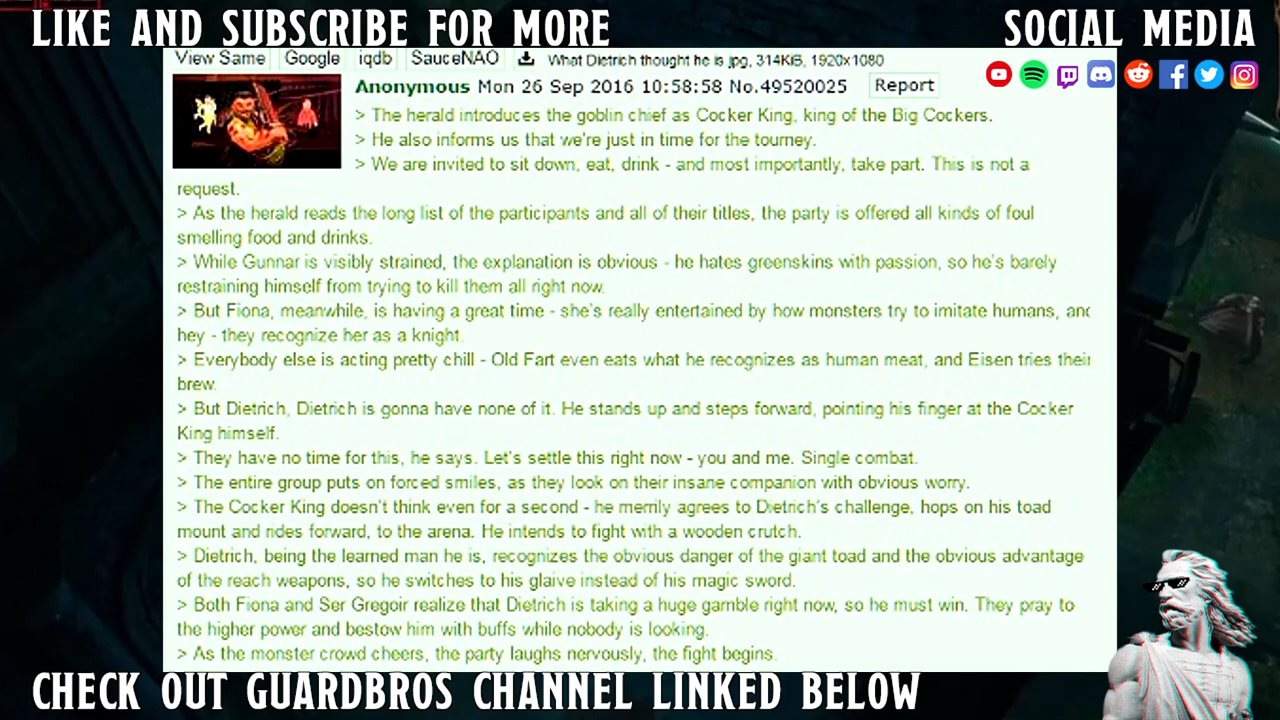 LIKE AND SUBSCRIBE FOR MORE
SOCIAL MEDIA
View Same Google iqdb SauceNAO What Dietrich thought he is.jpg, 314KiB, 1920x1080
Anonymous Mon 26 Sep 2016 10:58:58 No.49520025 Report
> The herald introduces the goblin chief as Cocker King, king of the Big Cockers.
> He also informs us that we're just in time for the tourney.
> We are invited to sit down, eat, drink - and most importantly, take part. This is not a
request.
> As the herald reads the long list of the participants and all of their titles, the party is offered all kinds of foul
smelling food and drinks.
> While Gunnar is visibly strained, the explanation is obvious - he hates greenskins with passion, so he's barely
restraining himself from trying to kill them all right now.
> But Fiona, meanwhile, is having a great time - she's really entertained by how monsters try to imitate humans, and
hey - they recognize her as a knight.
> Everybody else is acting pretty chill - Old Fart even eats what he recognizes as human meat, and Eisen tries their
brew.
> But Dietrich, Dietrich is gonna have none of it. He stands up and steps forward, pointing his finger at the Cocker
King himself.
> They have no time for this, he says. Let's settle this right now - you and me. Single combat.
> The entire group puts on forced smiles, as they look on their insane companion with obvious worry.
> The Cocker King doesn't think even for a second - he merrily agrees to Dietrich's challenge, hops on his toad
mount and rides forward, to the arena. He intends to fight with a wooden crutch.
> Dietrich, being the learned man he is, recognizes the obvious danger of the giant toad and the obvious advantage
of the reach weapons, so he switches to his glaive instead of his magic sword.
> Both Fiona and Ser Gregoir realize that Dietrich is taking a huge gamble right now, so he must win. They pray to
the higher power and bestow him with buffs while nobody is looking.
> As the monster crowd cheers, the party laughs nervously, the fight begins.
CHECK OUT GUARDBROS CHANNEL LINKED BELOW